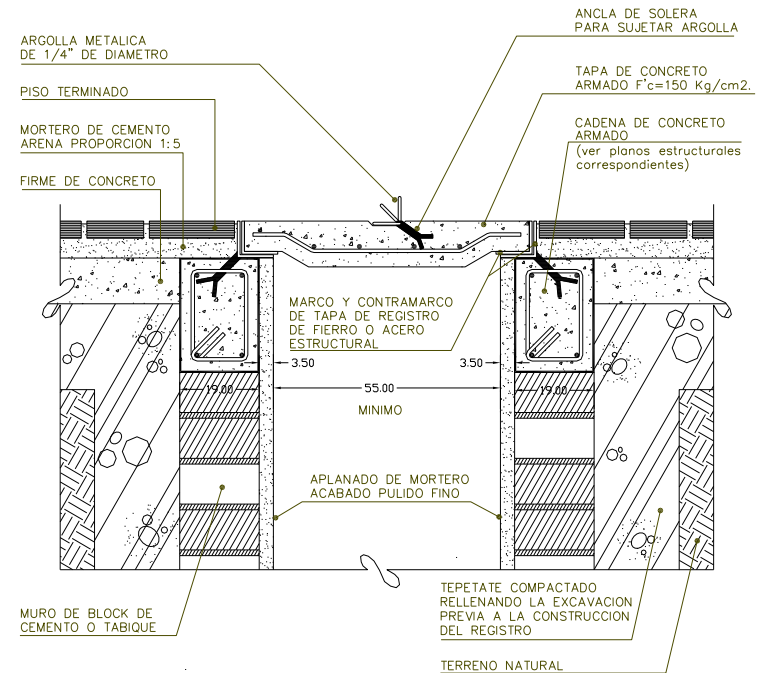 ANCLA DE SOLERA
PARA SUJETAR ARGOLLA
ARGOLLA METALICA
DE 1/4" DE DIAMETRO
TAPA DE CONCRETO
ARMADO F'c=150 Kg/cm2.
PISO TERMINADO
CADENA DE CONCRETO
ARMADO
(ver planos estructurales
correspondientes)
MORTERO DE CEMENTO
ARENA PROPORCION 1:5
FIRME DE CONCRETO
MARCO Y CONTRAMARCO
DE TAPA DE REGISTRO
DE FIERRO O ACERO
ESTRUCTURAL
3.50
3.50
19.00
55.00
19.00
MINIMO
APLANADO DE MORTERO
ACABADO PULIDO FINO
MURO DE BLOCK DE
CEMENTO O TABIQUE
TEPETATE COMPACTADO
RELLENANDO LA EXCAVACION
PREVIA A LA CONSTRUCCION
DEL REGISTRO
TERRENO NATURAL